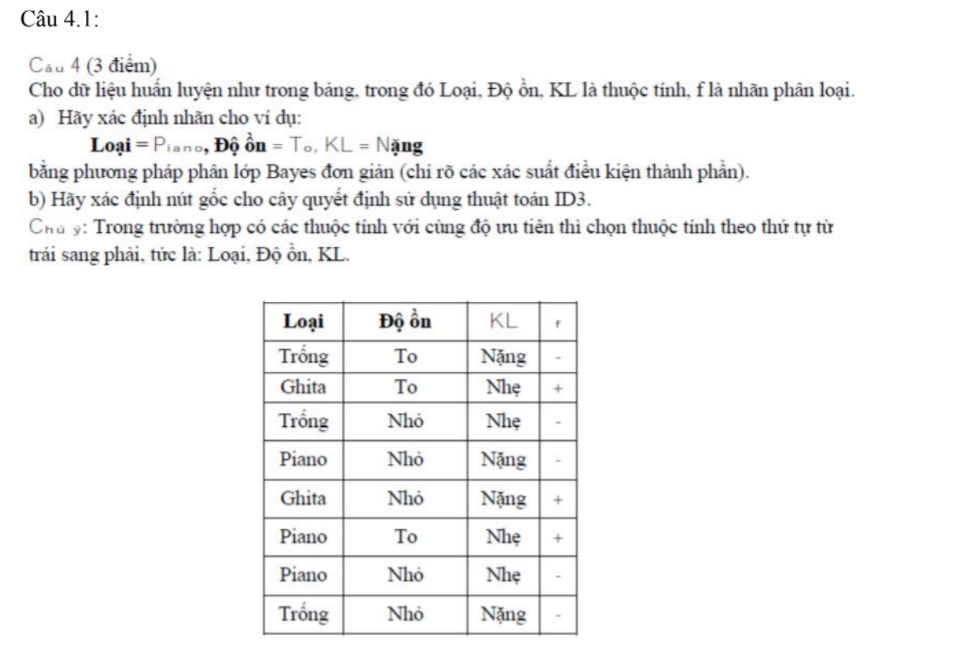 Câu 4.1:
Câu 4 (3 điểm)
Cho dữ liệu huấn luyện như trong bảng, trong đó Loại, Độ ồn, KL là thuộc tính, f là nhãn phân loại.
a) Hãy xác định nhãn cho ví dụ:
Loại = Piano, Độ ồn = To, KL = Nặng
bằng phương pháp phân lớp Bayes đơn giản (chỉ rõ các xác suất điều kiện thành phần).
b) Hãy xác định nút gốc cho cây quyết định sử dụng thuật toán ID3.
Chú ý: Trong trường hợp có các thuộc tính với cùng độ ưu tiên thì chọn thuộc tính theo thứ tự từ
trái sang phải, tức là: Loại, Độ ồn, KL.
Loại Độ ồn KL f
Trống To Nặng -
Ghita To Nhẹ +
Trống Nhỏ Nhẹ -
Piano Nhỏ Nặng -
Ghita Nhỏ Nặng +
Piano To Nhẹ +
Piano Nhỏ Nhẹ -
Trống Nhỏ Nặng -